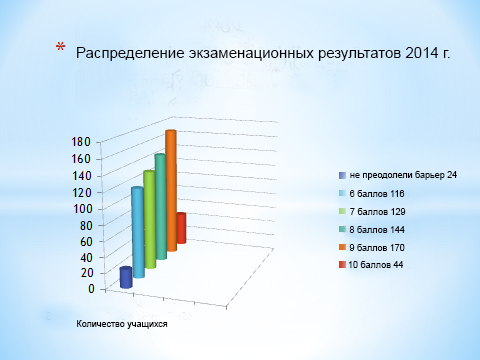 * Распределение экзаменационных результатов 2014 г.
180
160
140
120
100
80
60
40
20
0
не преодолели барьер 24
6 баллов 116
7 баллов 129
8 баллов 144
9 баллов 170
10 баллов 44
Количество учащихся